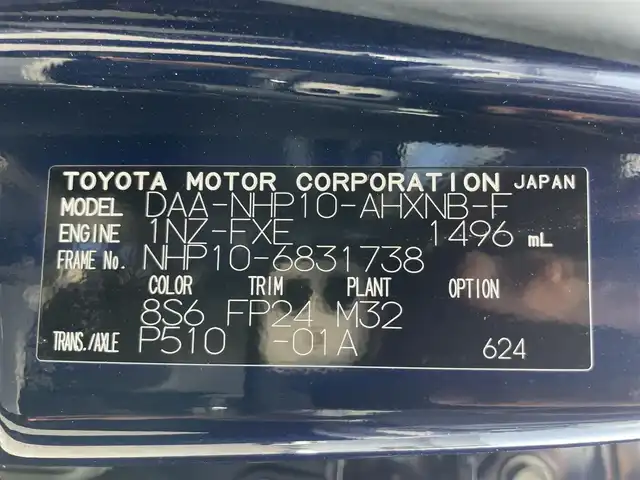 TOYOTA MOTOR CORPORATION JAPAN
MODEL DAA-NHP10-AHXNB-F
ENGINE 1NZ-FXE 1496 mL
FRAME No. NHP10-6831738
COLOR TRIM PLANT OPTION
8S6 FP24 M32
TRANS./AXLE P510 -01A 624